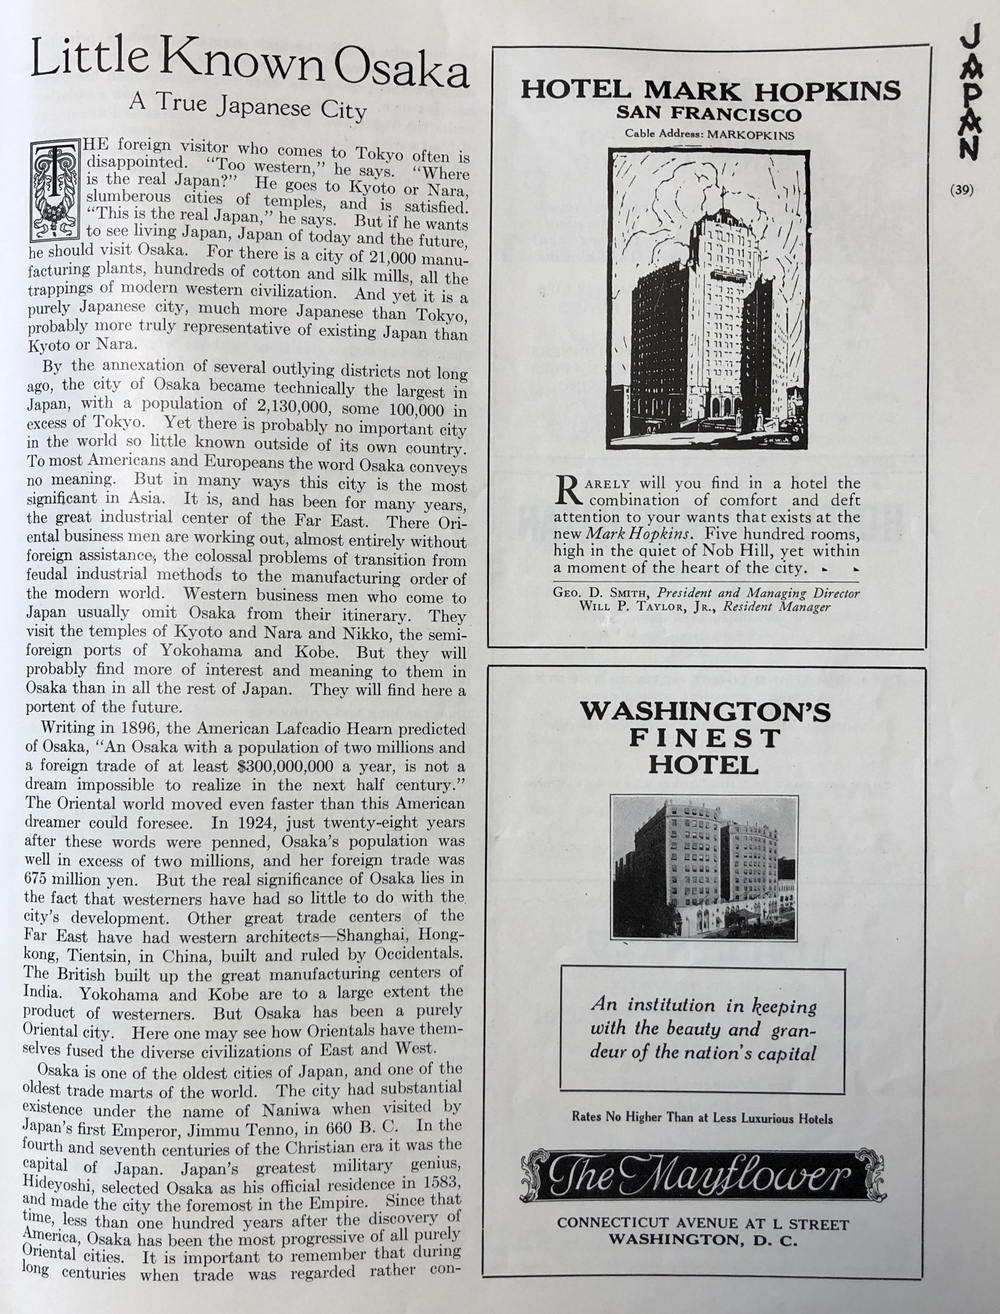 Little Known Osaka
A True Japanese City
THE foreign visitor who comes to Tokyo often is
disappointed. “Too western,” he says. “Where
is the real Japan?” He goes to Kyoto or Nara,
slumberous cities of temples, and is satisfied.
“This is the real Japan,” he says. But if he wants
to see living Japan, Japan of today and the future,
he should visit Osaka. For there is a city of 21,000 manu-
facturing plants, hundreds of cotton and silk mills, all the
trappings of modern western civilization. And yet it is a
purely Japanese city, much more Japanese than Tokyo,
probably more truly representative of existing Japan than
Kyoto or Nara.
By the annexation of several outlying districts not long
ago, the city of Osaka became technically the largest in
Japan, with a population of 2,130,000, some 100,000 in
excess of Tokyo. Yet there is probably no important city
in the world so little known outside of its own country.
To most Americans and Europeans the word Osaka conveys
no meaning. But in many ways this city is the most
significant in Asia. It is, and has been for many years,
the great industrial center of the Far East. There Ori-
ental business men are working out, almost entirely without
foreign assistance, the colossal problems of transition from
feudal industrial methods to the manufacturing order of
the modern world. Western business men who come to
Japan usually omit Osaka from their itinerary. They
visit the temples of Kyoto and Nara and Nikko, the semi-
foreign ports of Yokohama and Kobe. But they will
probably find more of interest and meaning to them in
Osaka than in all the rest of Japan. They will find here a
portent of the future.
Writing in 1896, the American Lafcadio Hearn predicted
of Osaka, “An Osaka with a population of two millions and
a foreign trade of at least $300,000,000 a year, is not a
dream impossible to realize in the next half century.”
The Oriental world moved even faster than this American
dreamer could foresee. In 1924, just twenty-eight years
after these words were penned, Osaka’s population was
well in excess of two millions, and her foreign trade was
675 million yen. But the real significance of Osaka lies in
the fact that westerners have had so little to do with the
city’s development. Other great trade centers of the
Far East have had western architects—Shanghai, Hong-
kong, Tientsin, in China, built and ruled by Occidentals.
The British built up the great manufacturing centers of
India. Yokohama and Kobe are to a large extent the
product of westerners. But Osaka has been a purely
Oriental city. Here one may see how Orientals have them-
selves fused the diverse civilizations of East and West.
Osaka is one of the oldest cities of Japan, and one of the
oldest trade marts of the world. The city had substantial
existence under the name of Naniwa when visited by
Japan’s first Emperor, Jimmu Tenno, in 660 B. C. In the
fourth and seventh centuries of the Christian era it was the
capital of Japan. Japan’s greatest military genius,
Hideyoshi, selected Osaka as his official residence in 1583,
and made the city the foremost in the Empire. Since that
time, less than one hundred years after the discovery of
America, Osaka has been the most progressive of all purely
Oriental cities. It is important to remember that during
long centuries when trade was regarded rather con-
HOTEL MARK HOPKINS
SAN FRANCISCO
Cable Address: MARKOPKINS
RARELY will you find in a hotel the
combination of comfort and deft
attention to your wants that exists at the
new Mark Hopkins. Five hundred rooms,
high in the quiet of Nob Hill, yet within
a moment of the heart of the city.
GEO. D. SMITH, President and Managing Director
WILL P. TAYLOR, JR., Resident Manager
WASHINGTON’S
FINEST
HOTEL
An institution in keeping
with the beauty and gran-
deur of the nation’s capital
Rates No Higher Than at Less Luxurious Hotels
The Mayflower
CONNECTICUT AVENUE AT L STREET
WASHINGTON, D. C.
JAPAN
(39)